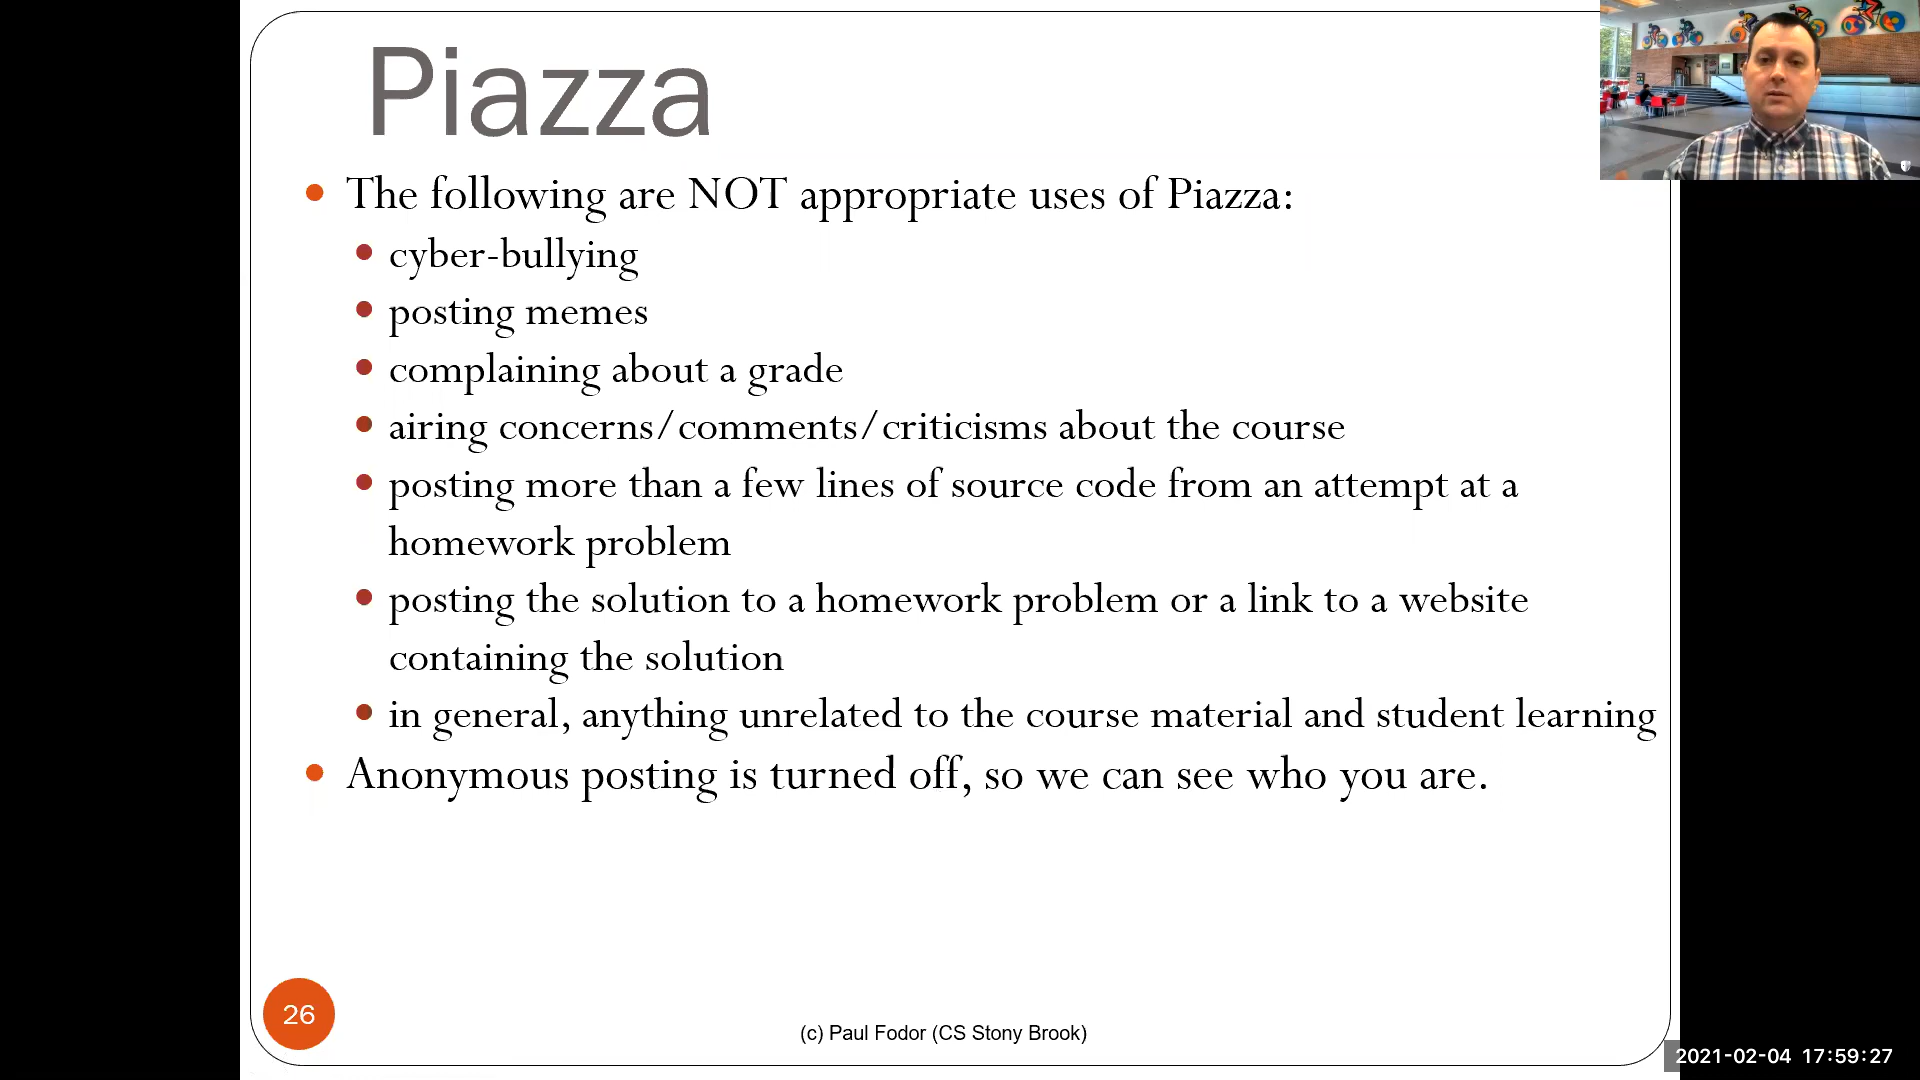 Piazza
The following are NOT appropriate uses of Piazza:
cyber-bullying
posting memes
complaining about a grade
airing concerns/comments/criticisms about the course
posting more than a few lines of source code from an attempt at a
homework problem
posting the solution to a homework problem or a link to a website
containing the solution
in general, anything unrelated to the course material and student learning
Anonymous posting is turned off, so we can see who you are.
26
(c) Paul Fodor (CS Stony Brook)
2021-02-04 17:59:27